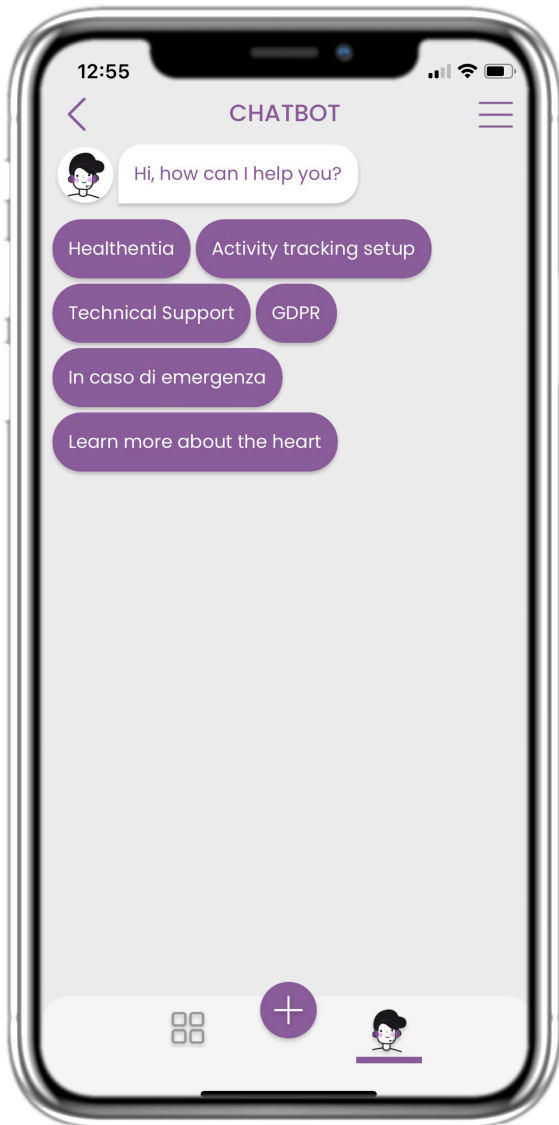 12:55
CHATBOT
Hi, how can I help you?
Healthentia Activity tracking setup
Technical Support GDPR
In caso di emergenza
Learn more about the heart